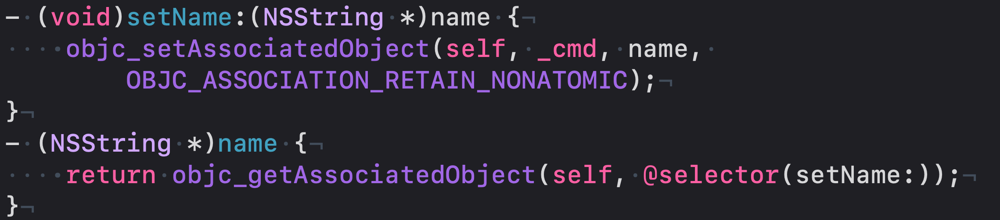 - (void)setName:(NSString *)name {
    objc_setAssociatedObject(self, _cmd, name, 
        OBJC_ASSOCIATION_RETAIN_NONATOMIC);
}
- (NSString *)name {
    return objc_getAssociatedObject(self, @selector(setName:));
}